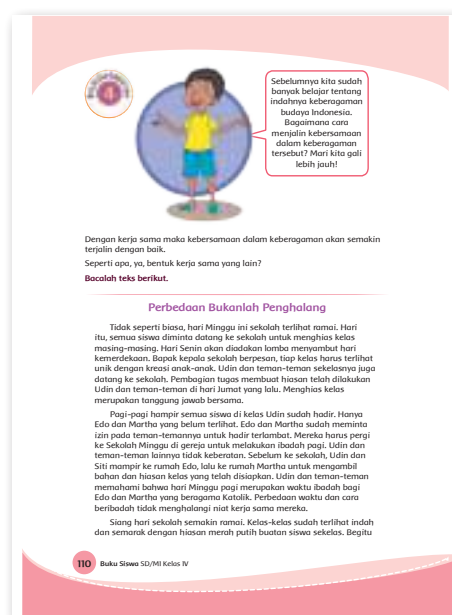 4
Sebelumnya kita sudah
banyak belajar tentang
indahnya keberagaman
budaya Indonesia.
Bagaimana cara
menjalin kebersamaan
dalam keberagaman
tersebut? Mari kita gali
lebih jauh!
Dengan kerja sama maka kebersamaan dalam keberagaman akan semakin
terjalin dengan baik.
Seperti apa, ya, bentuk kerja sama yang lain?
Bacalah teks berikut.
Perbedaan Bukanlah Penghalang
Tidak seperti biasa, hari Minggu ini sekolah terlihat ramai. Hari
itu, semua siswa diminta datang ke sekolah untuk menghias kelas
masing-masing. Hari Senin akan diadakan lomba menyambut hari
kemerdekaan. Bapak kepala sekolah berpesan, tiap kelas harus terlihat
unik dengan kreasi anak-anak. Udin dan teman-teman sekelasnya juga
datang ke sekolah. Pembagian tugas membuat hiasan telah dilakukan
Udin dan teman-teman di hari Jumat yang lalu. Menghias kelas
merupakan tanggung jawab bersama.
Pagi-pagi hampir semua siswa di kelas Udin sudah hadir. Hanya
Edo dan Martha yang belum terlihat. Edo dan Martha sudah meminta
izin pada teman-temannya untuk hadir terlambat. Mereka harus pergi
ke Sekolah Minggu di gereja untuk melakukan ibadah pagi. Udin dan
teman-teman lainnya tidak keberatan. Sebelum ke sekolah, Udin dan
Siti mampir ke rumah Edo, lalu ke rumah Martha untuk mengambil
bahan dan hiasan kelas yang telah disiapkan. Udin dan teman-teman
memahami bahwa hari Minggu pagi merupakan waktu ibadah bagi
Edo dan Martha yang beragama Katolik. Perbedaan waktu dan cara
beribadah tidak menghalangi niat kerja sama mereka.
Siang hari sekolah semakin ramai. Kelas-kelas sudah terlihat indah
dan semarak dengan hiasan merah putih buatan siswa sekelas. Begitu
110 Buku Siswa SD/MI Kelas IV